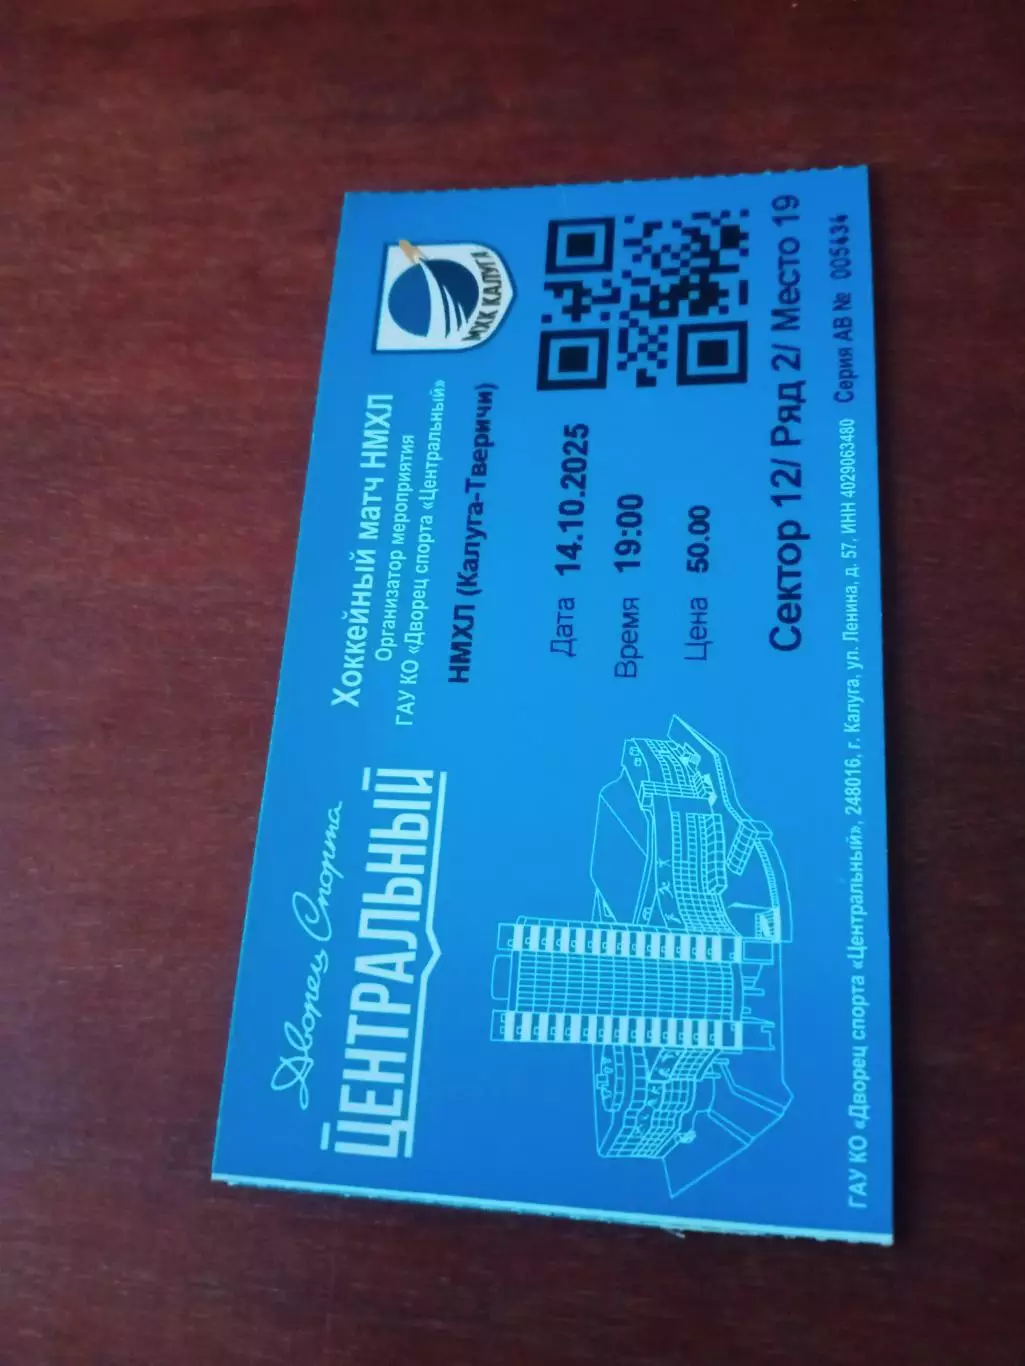 Дворец Спорта
ЦЕНТРАЛЬНЫЙ
Хоккейный матч НМХЛ
Организатор мероприятия
ГАУ КО «Дворец спорта «Центральный»
МХК КАЛУГА
НМХЛ (Калуга-Тверичи)
Дата 14.10.2025
Время 19:00
Цена 50.00
Сектор 12/ Ряд 2/ Место 19
ГАУ КО «Дворец спорта «Центральный», 248016, г. Калуга, ул. Ленина, д. 57, ИНН 4029063480 Серия АВ № 005434